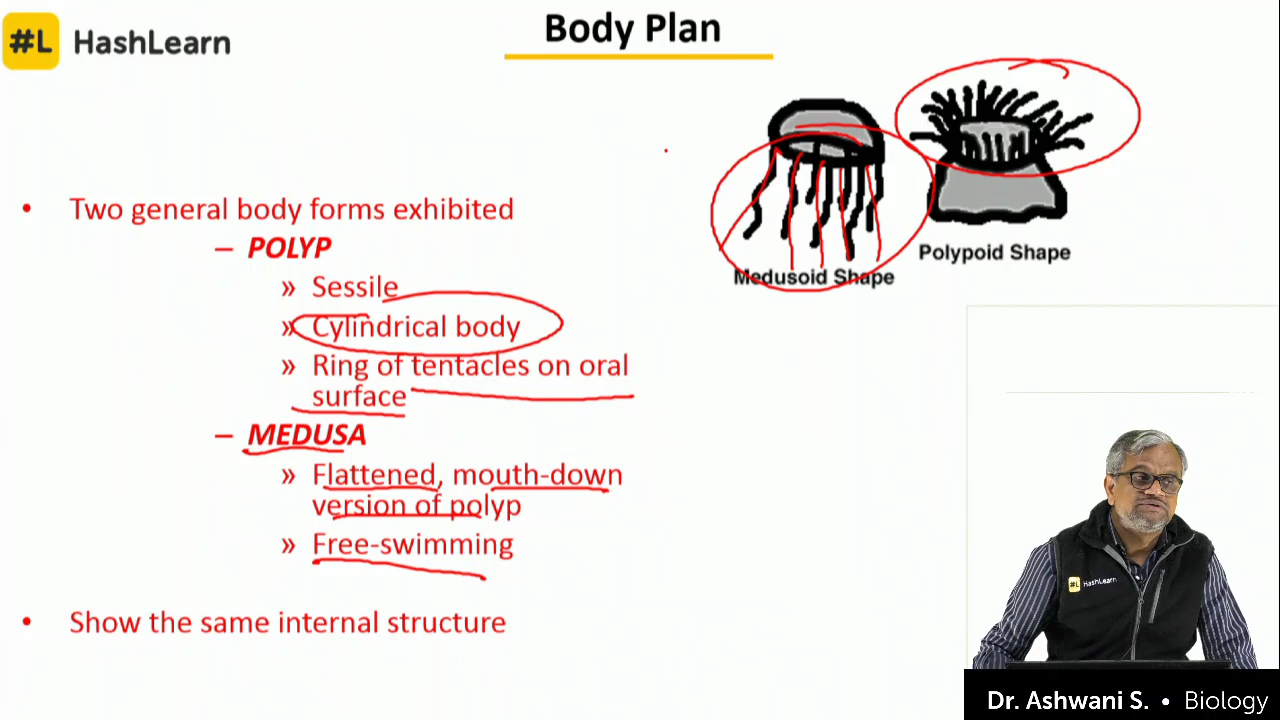 #L HashLearn
Body Plan
• Two general body forms exhibited
– POLYP
» Sessile
» Cylindrical body
» Ring of tentacles on oral
surface
– MEDUSA
» Flattened, mouth-down
version of polyp
» Free-swimming
• Show the same internal structure
Medusoid Shape
Polypoid Shape
#L HashLearn
Dr. Ashwani S. • Biology